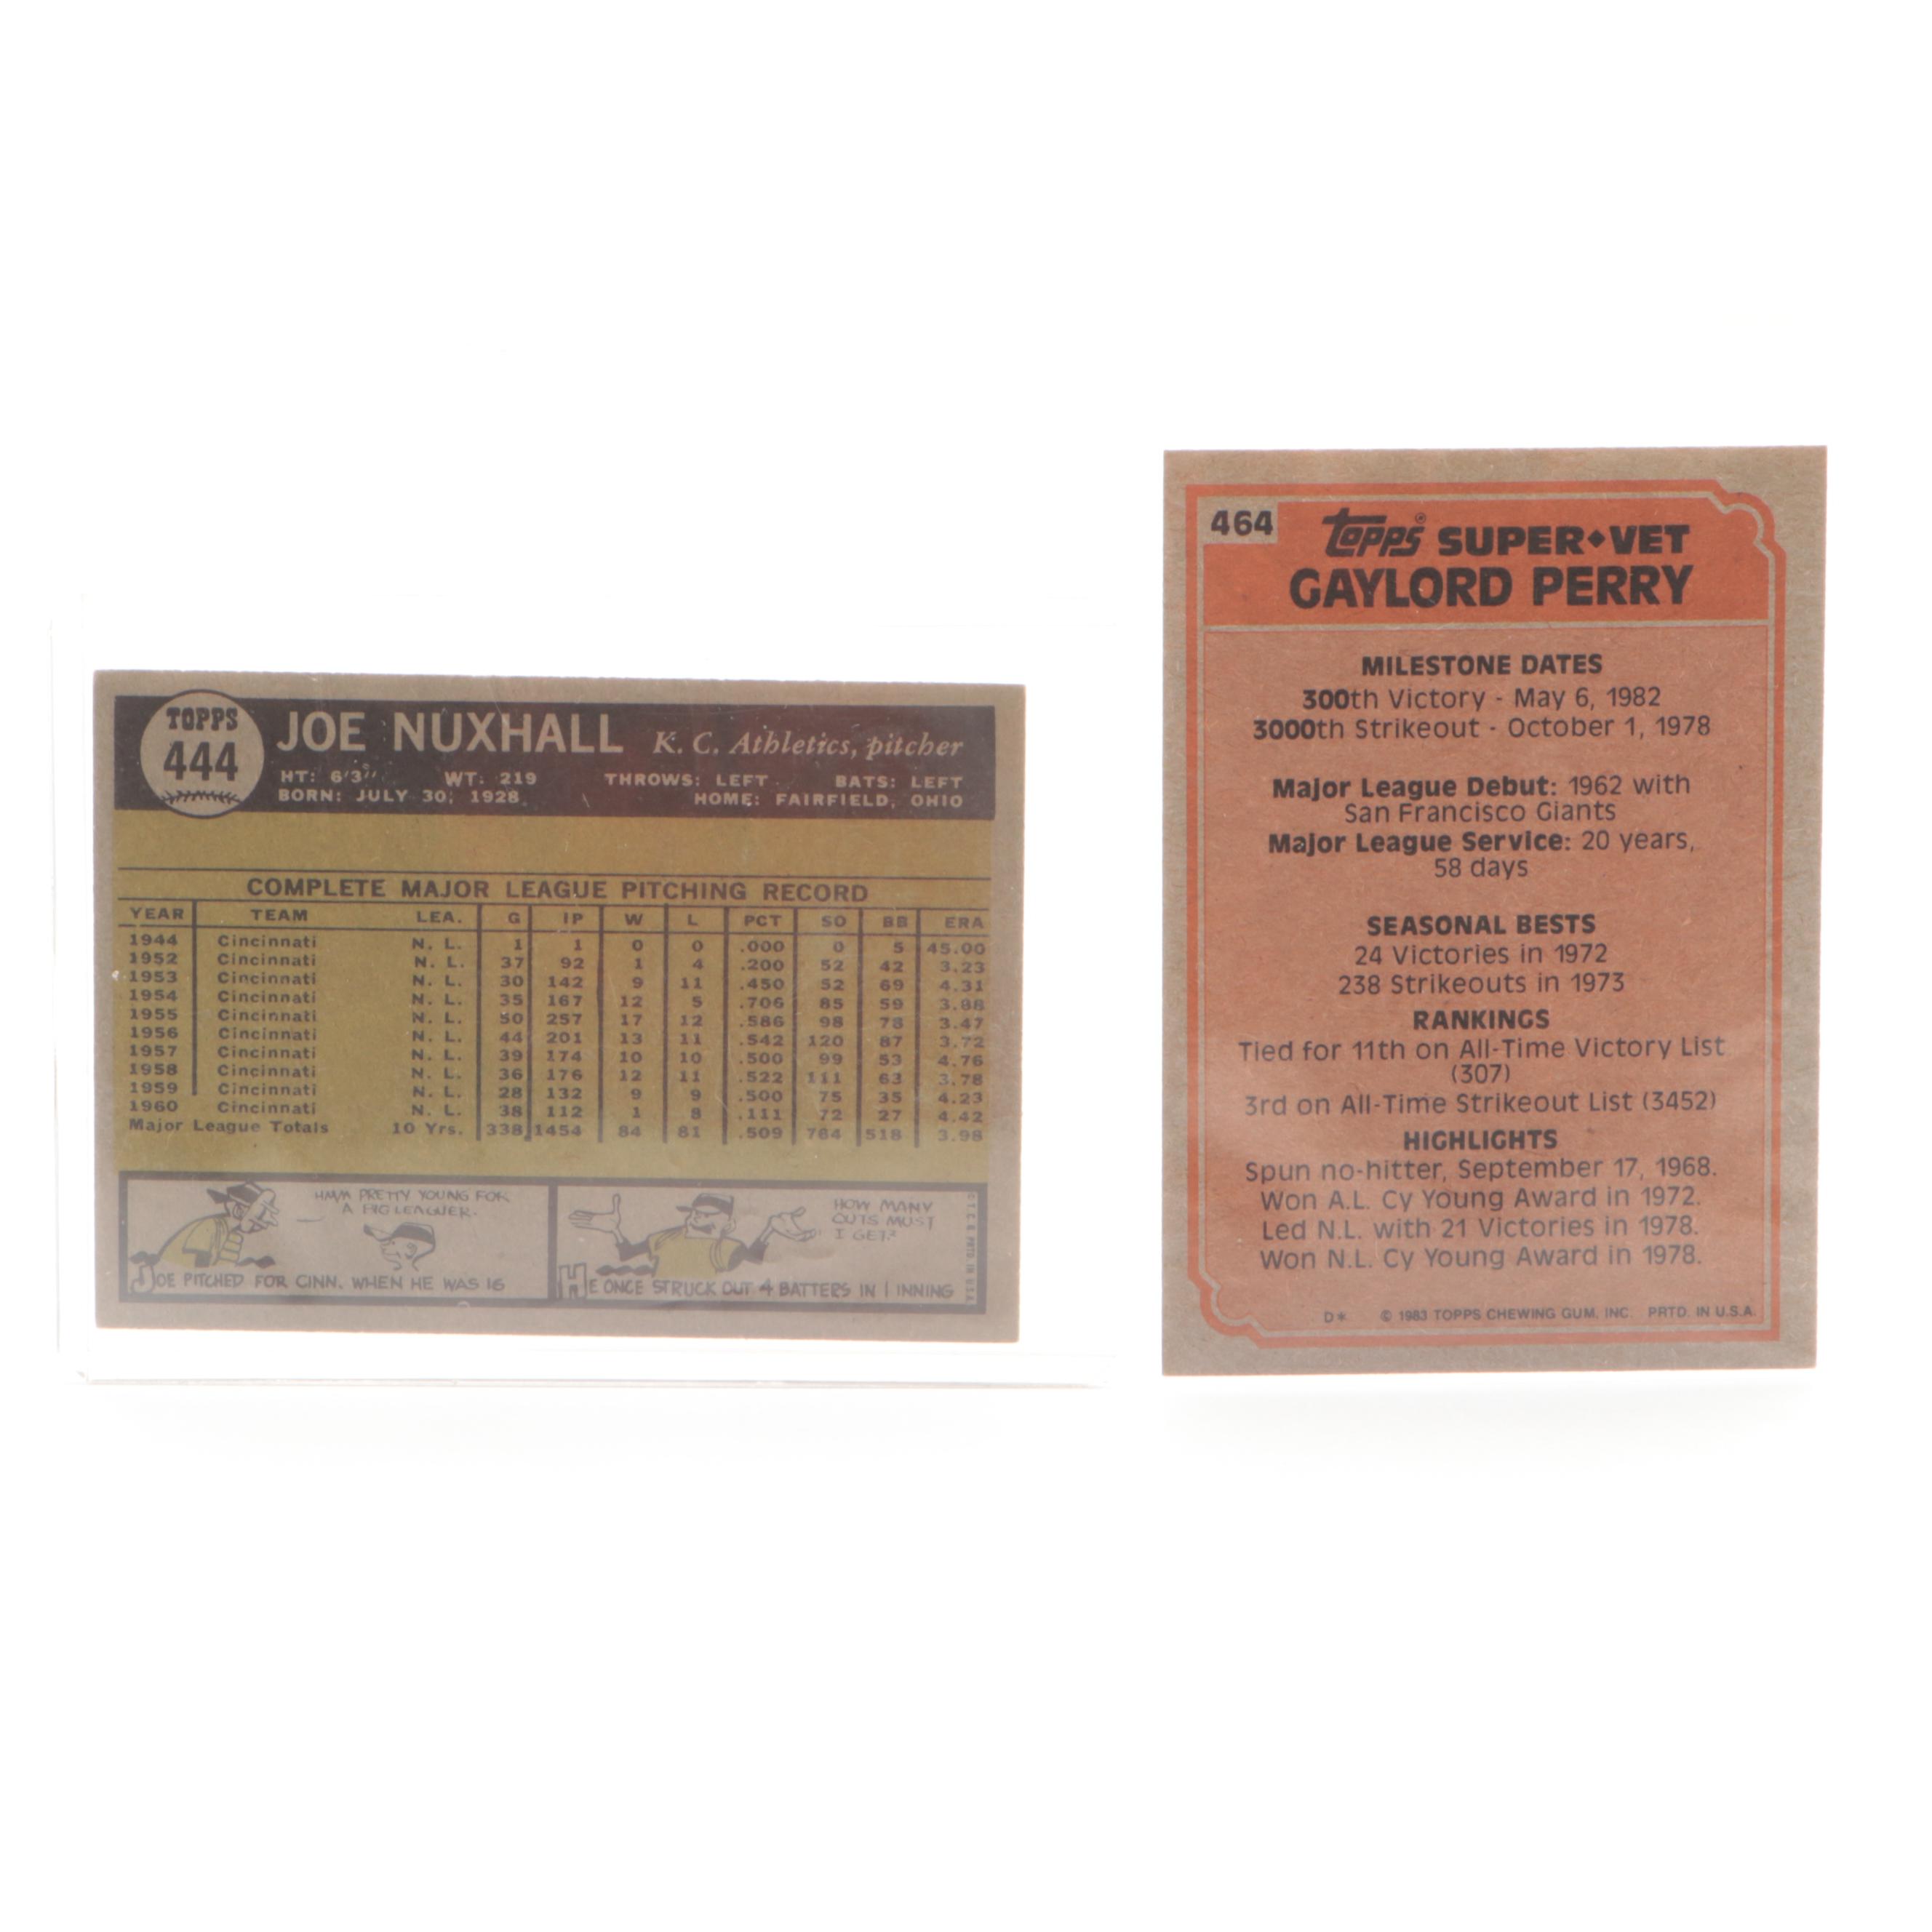 TOPPS
444
JOE NUXHALL K. C. Athletics, pitcher
HT: 6'3" WT: 219 THROWS: LEFT BATS: LEFT
BORN: JULY 30, 1928 HOME: FAIRFIELD, OHIO
COMPLETE MAJOR LEAGUE PITCHING RECORD
YEAR TEAM LEA. G IP W L PCT SO BB ERA
1944 Cincinnati N. L. 1 1 0 0 .000 0 5 45.00
1952 Cincinnati N. L. 37 92 1 4 .200 52 42 3.23
1953 Cincinnati N. L. 30 142 9 11 .450 52 69 4.31
1954 Cincinnati N. L. 35 167 12 5 .706 85 59 3.88
1955 Cincinnati N. L. 50 257 17 12 .586 98 78 3.47
1956 Cincinnati N. L. 44 201 13 11 .542 120 87 3.72
1957 Cincinnati N. L. 39 174 10 10 .500 99 53 4.76
1958 Cincinnati N. L. 36 176 12 11 .522 111 63 3.78
1959 Cincinnati N. L. 28 132 9 9 .500 75 35 4.23
1960 Cincinnati N. L. 38 112 1 8 .111 72 27 4.42
Major League Totals 10 Yrs. 338 1454 84 81 .509 764 518 3.98
HMM PRETTY YOUNG FOR
A BIG LEAGUER.
JOE PITCHED FOR CINN. WHEN HE WAS 16
HOW MANY
OUTS MUST
I GET?
HE ONCE STRUCK OUT 4 BATTERS IN 1 INNING
© T.C.G. PRTD. IN U.S.A.
464
Topps® SUPER◆VET
GAYLORD PERRY
MILESTONE DATES
300th Victory - May 6, 1982
3000th Strikeout - October 1, 1978
Major League Debut: 1962 with
San Francisco Giants
Major League Service: 20 years,
58 days
SEASONAL BESTS
24 Victories in 1972
238 Strikeouts in 1973
RANKINGS
Tied for 11th on All-Time Victory List
(307)
3rd on All-Time Strikeout List (3452)
HIGHLIGHTS
Spun no-hitter, September 17, 1968.
Won A.L. Cy Young Award in 1972.
Led N.L. with 21 Victories in 1978.
Won N.L. Cy Young Award in 1978.
D* © 1983 TOPPS CHEWING GUM, INC. PRTD. IN U.S.A.